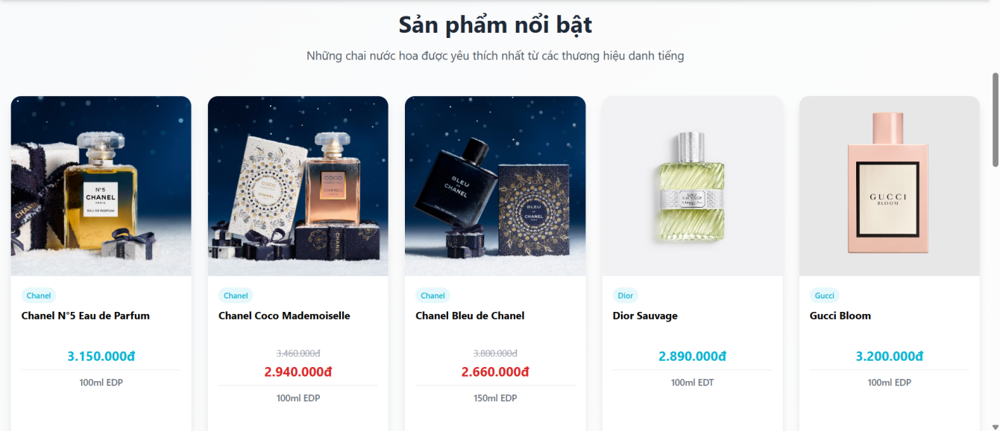 Sản phẩm nổi bật
Những chai nước hoa được yêu thích nhất từ các thương hiệu danh tiếng
CHANEL
N°5
CHANEL
PARIS
EAU DE PARFUM
COCO
CHANEL
PARIS
CHANEL
BLEU
DE
CHANEL
BLEU
DE
CHANEL
EAU
SAUVAGE
GUCCI
BLOOM
Chanel
Chanel N°5 Eau de Parfum
3.150.000đ
100ml EDP
Chanel
Chanel Coco Mademoiselle
3.460.000đ
2.940.000đ
100ml EDP
Chanel
Chanel Bleu de Chanel
3.800.000đ
2.660.000đ
150ml EDP
Dior
Dior Sauvage
2.890.000đ
100ml EDT
Gucci
Gucci Bloom
3.200.000đ
100ml EDP